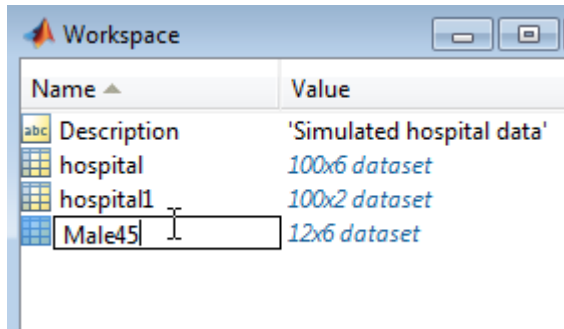 Workspace
Name Value
abc Description 'Simulated hospital data'
hospital 100x6 dataset
hospital1 100x2 dataset
Male45 12x6 dataset